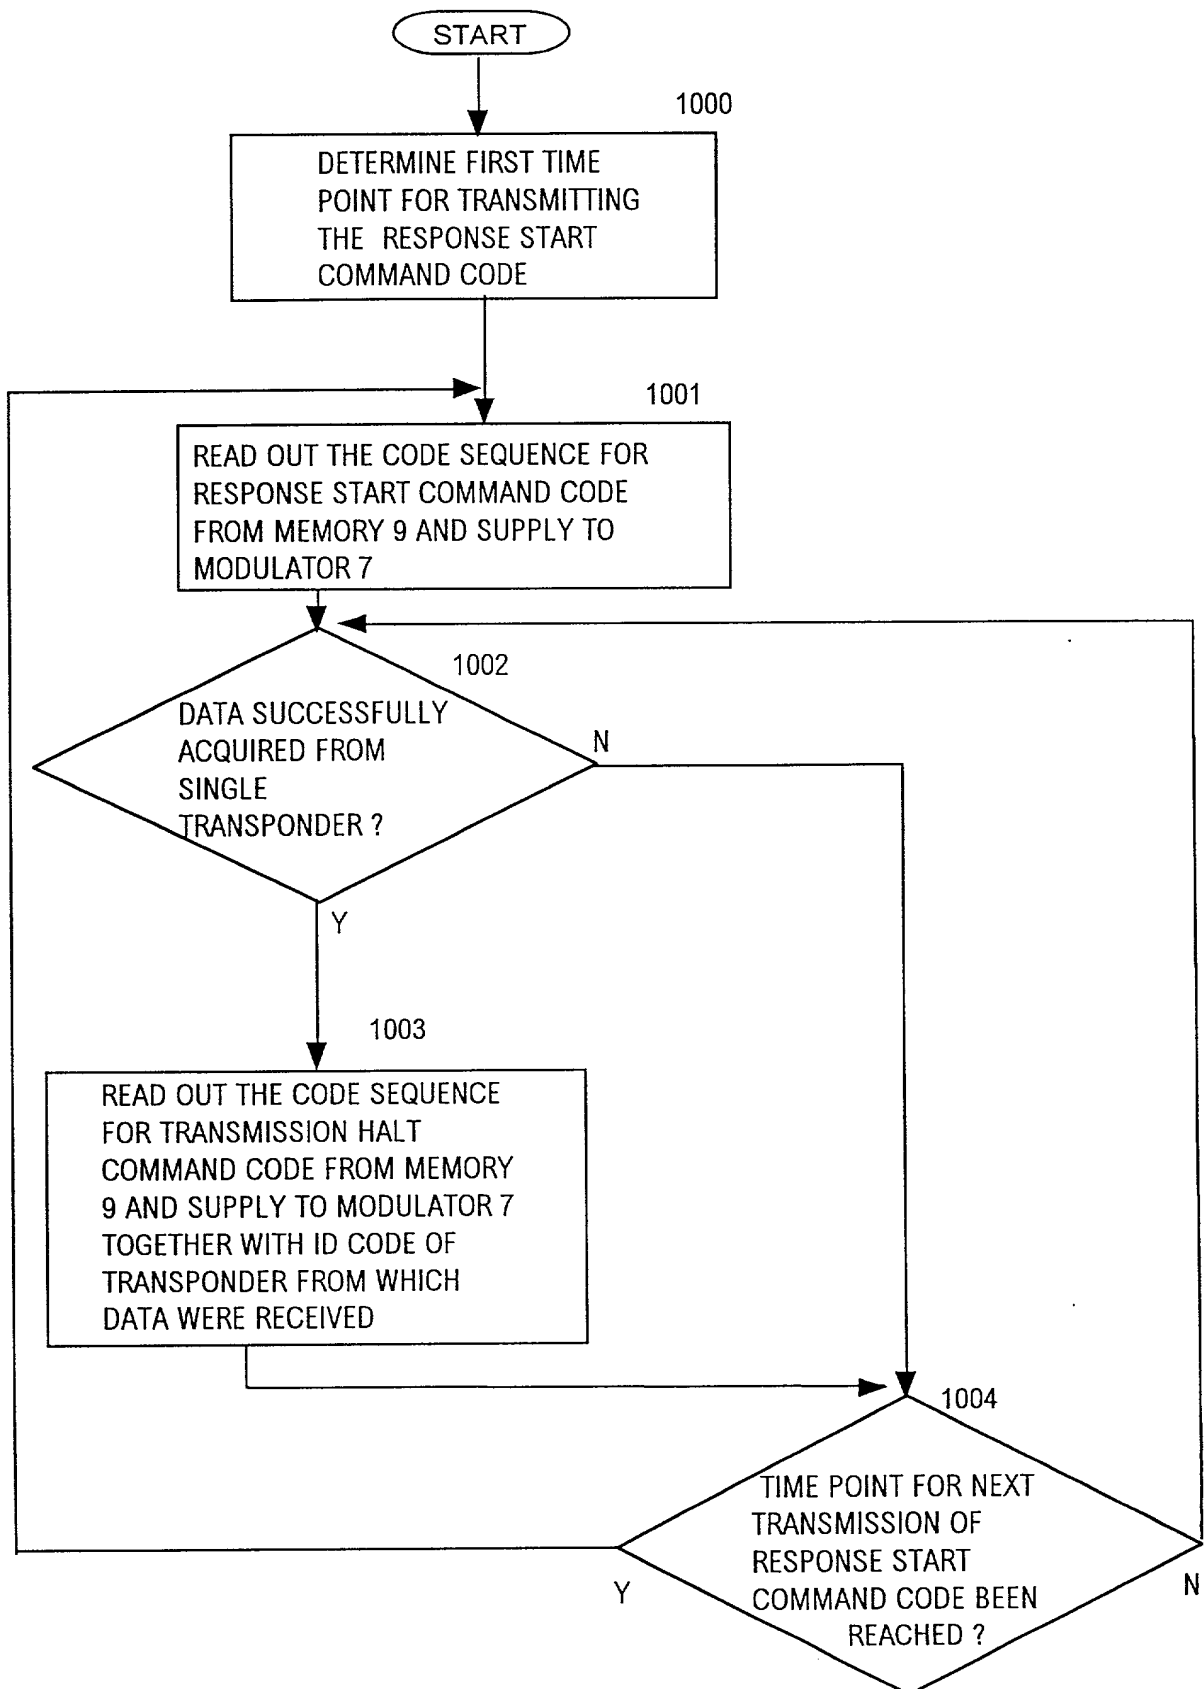 START
1000
DETERMINE FIRST TIME
POINT FOR TRANSMITTING
THE RESPONSE START
COMMAND CODE
1001
READ OUT THE CODE SEQUENCE FOR
RESPONSE START COMMAND CODE
FROM MEMORY 9 AND SUPPLY TO
MODULATOR 7
1002
DATA SUCCESSFULLY
ACQUIRED FROM
SINGLE
TRANSPONDER ?
N
Y
1003
READ OUT THE CODE SEQUENCE
FOR TRANSMISSION HALT
COMMAND CODE FROM MEMORY
9 AND SUPPLY TO MODULATOR 7
TOGETHER WITH ID CODE OF
TRANSPONDER FROM WHICH
DATA WERE RECEIVED
1004
TIME POINT FOR NEXT
TRANSMISSION OF
RESPONSE START
COMMAND CODE BEEN
REACHED ?
Y
N